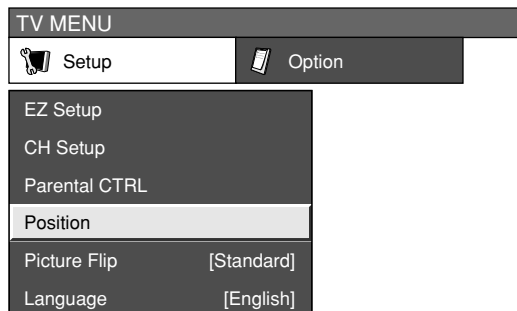 TV MENU
Setup Option
EZ Setup
CH Setup
Parental CTRL
Position
Picture Flip [Standard]
Language [English]